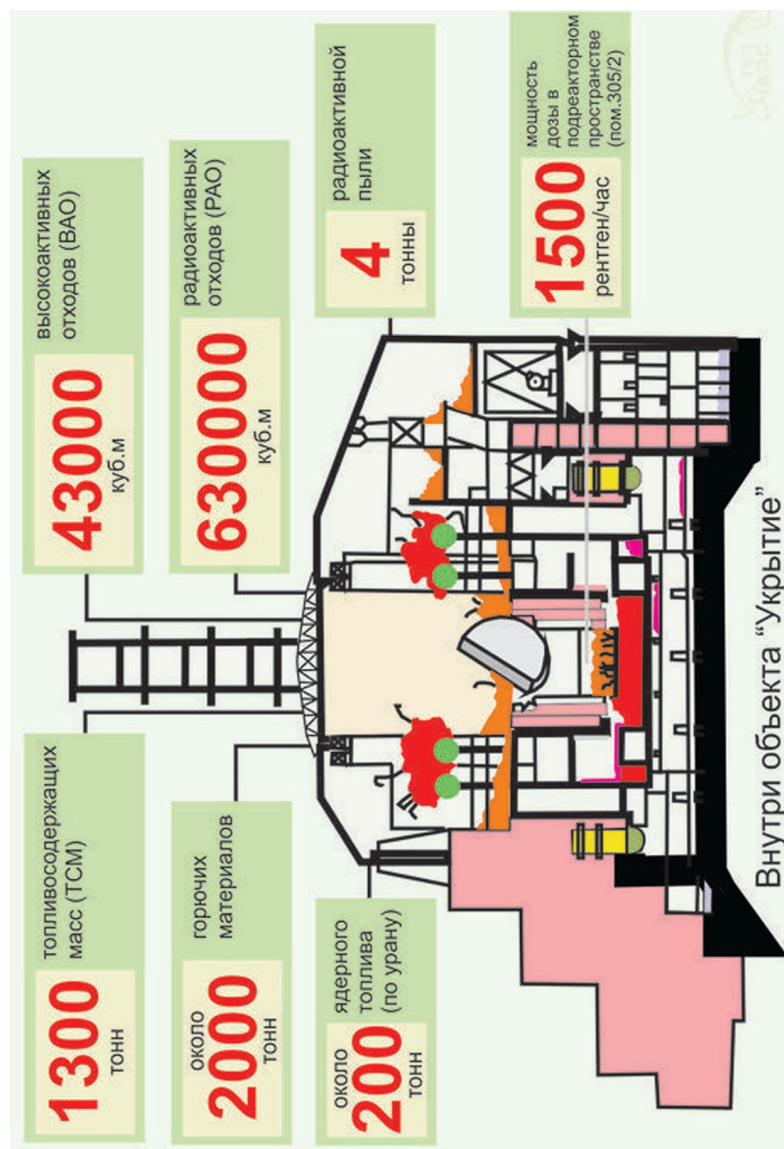 1300
тонн
топливосодержащих
масс (ТСМ)
43000
куб.м
высокоактивных
отходов (ВАО)
около
2000
тонн
горючих
материалов
630000
куб.м
радиоактивных
отходов (РАО)
около
200
тонн
ядерного
топлива
(по урану)
4
тонны
радиоактивной
пыли
1500
рентген/час
мощность
дозы в
подреакторном
пространстве
(пом.305/2)
Внутри объекта “Укрытие”